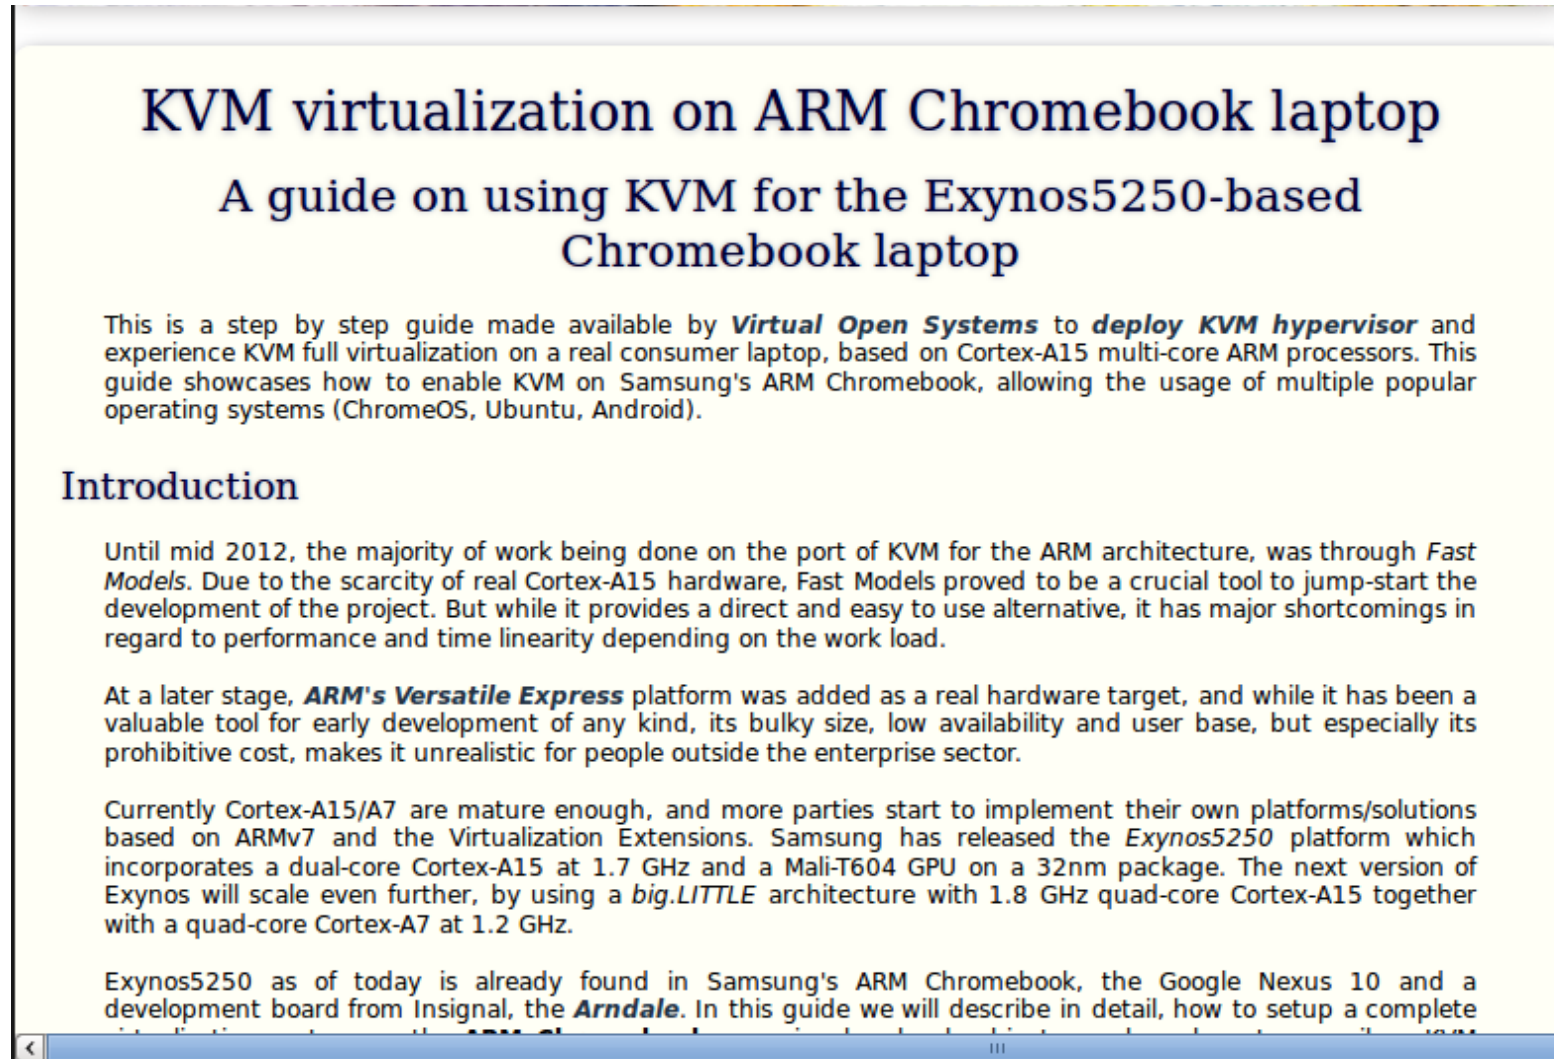 KVM virtualization on ARM Chromebook laptop
A guide on using KVM for the Exynos5250-based
Chromebook laptop
This is a step by step guide made available by Virtual Open Systems to deploy KVM hypervisor and
experience KVM full virtualization on a real consumer laptop, based on Cortex-A15 multi-core ARM processors. This
guide showcases how to enable KVM on Samsung's ARM Chromebook, allowing the usage of multiple popular
operating systems (ChromeOS, Ubuntu, Android).
Introduction
Until mid 2012, the majority of work being done on the port of KVM for the ARM architecture, was through Fast
Models. Due to the scarcity of real Cortex-A15 hardware, Fast Models proved to be a crucial tool to jump-start the
development of the project. But while it provides a direct and easy to use alternative, it has major shortcomings in
regard to performance and time linearity depending on the work load.
At a later stage, ARM's Versatile Express platform was added as a real hardware target, and while it has been a
valuable tool for early development of any kind, its bulky size, low availability and user base, but especially its
prohibitive cost, makes it unrealistic for people outside the enterprise sector.
Currently Cortex-A15/A7 are mature enough, and more parties start to implement their own platforms/solutions
based on ARMv7 and the Virtualization Extensions. Samsung has released the Exynos5250 platform which
incorporates a dual-core Cortex-A15 at 1.7 GHz and a Mali-T604 GPU on a 32nm package. The next version of
Exynos will scale even further, by using a big.LITTLE architecture with 1.8 GHz quad-core Cortex-A15 together
with a quad-core Cortex-A7 at 1.2 GHz.
Exynos5250 as of today is already found in Samsung's ARM Chromebook, the Google Nexus 10 and a
development board from Insignal, the Arndale. In this guide we will describe in detail, how to setup a complete